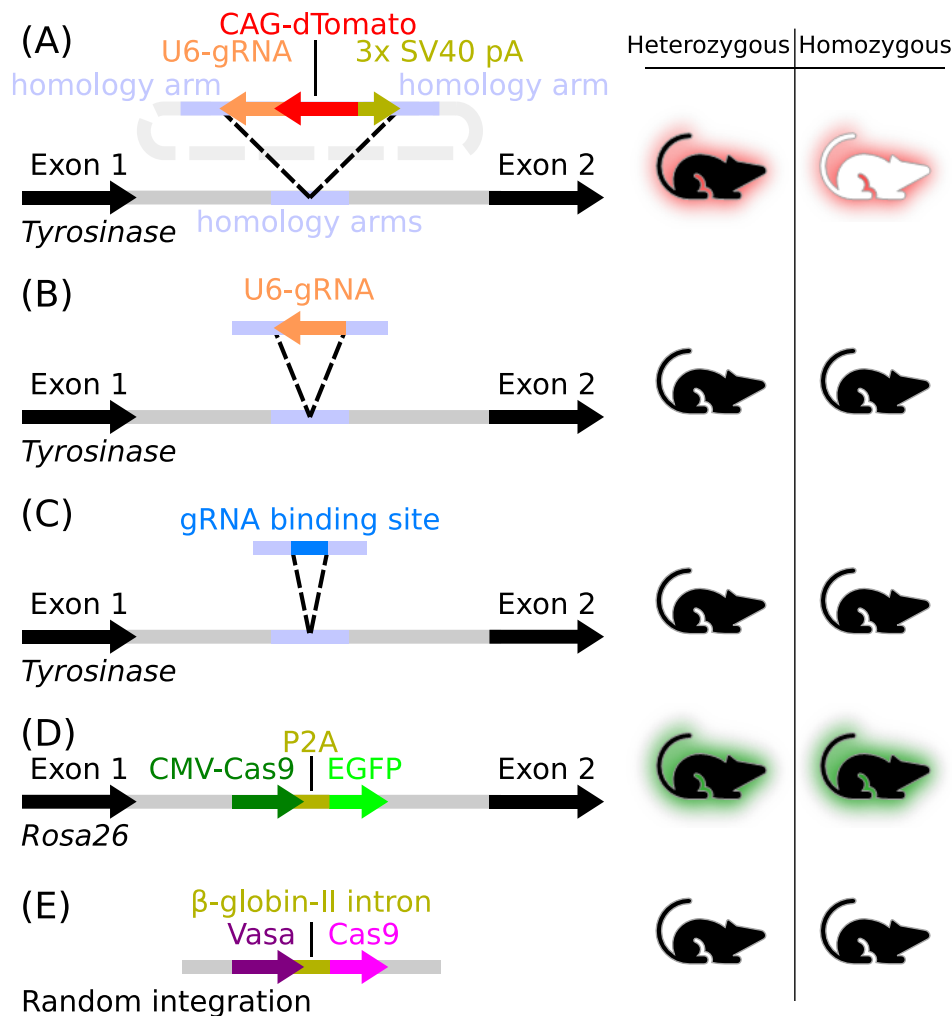 (A)
CAG-dTomato
U6-gRNA
3x SV40 pA
homology arm
homology arm
Exon 1
Exon 2
homology arms
Tyrosinase
Heterozygous
Homozygous
(B)
U6-gRNA
Exon 1
Exon 2
Tyrosinase
(C)
gRNA binding site
Exon 1
Exon 2
Tyrosinase
(D)
P2A
Exon 1
CMV-Cas9
EGFP
Exon 2
Rosa26
(E)
β-globin-II intron
Vasa
Cas9
Random integration